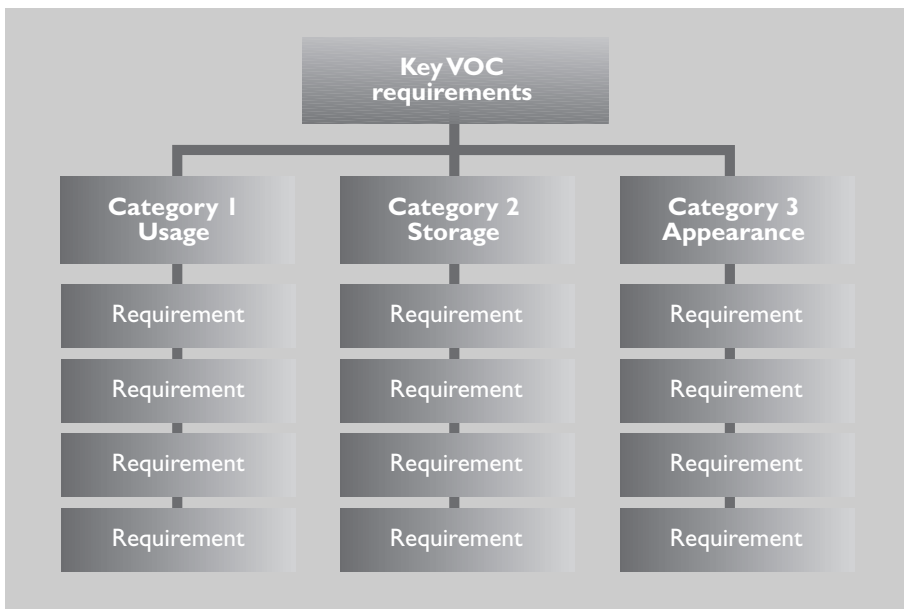 Key VOC
requirements
Category 1
Usage
Requirement
Requirement
Requirement
Requirement
Category 2
Storage
Requirement
Requirement
Requirement
Requirement
Category 3
Appearance
Requirement
Requirement
Requirement
Requirement